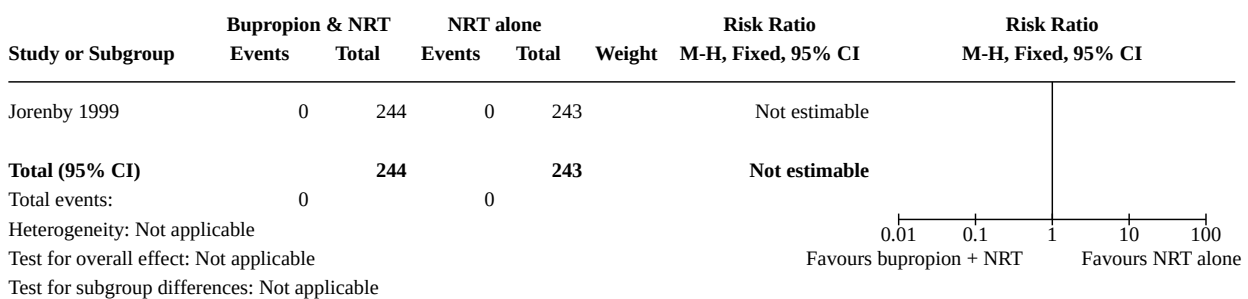 Bupropion & NRT NRT alone Risk Ratio Risk Ratio
Study or Subgroup Events Total Events Total Weight M-H, Fixed, 95% CI M-H, Fixed, 95% CI
Jorenby 1999 0 244 0 243 Not estimable
Total (95% CI) 244 243 Not estimable
Total events: 0 0
Heterogeneity: Not applicable
0.01 0.1 1 10 100
Test for overall effect: Not applicable Favours bupropion + NRT Favours NRT alone
Test for subgroup differences: Not applicable